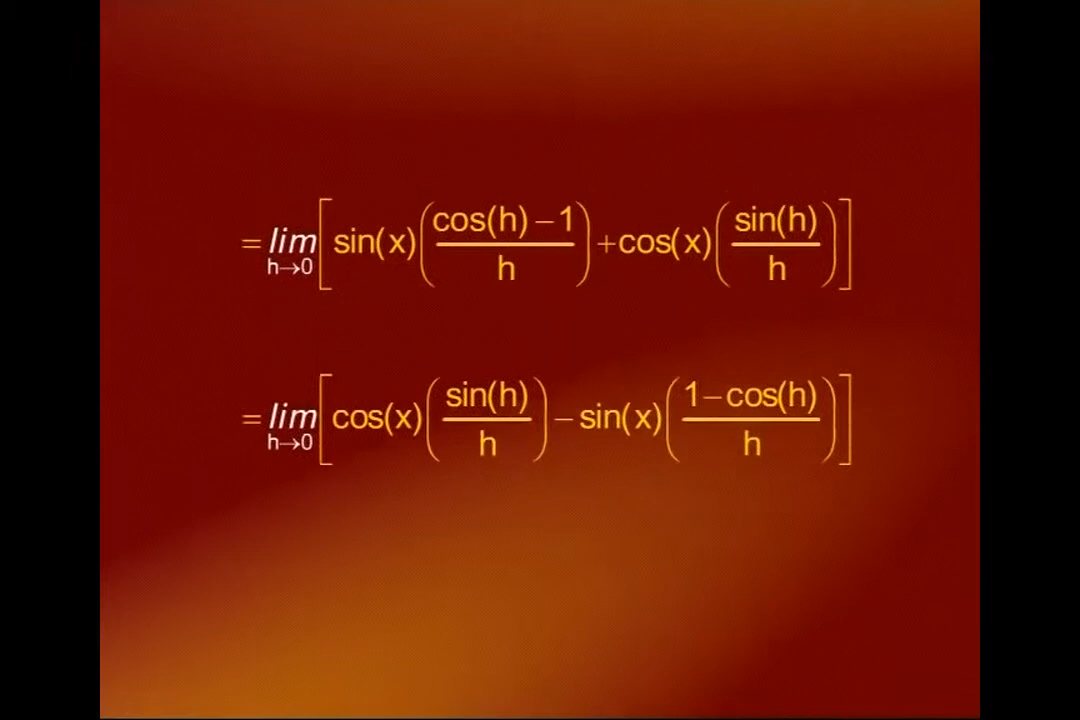 = lim h→0 [ sin(x) ( (cos(h) – 1) / h ) + cos(x) ( sin(h) / h ) ]
= lim h→0 [ cos(x) ( sin(h) / h ) – sin(x) ( (1 – cos(h)) / h ) ]